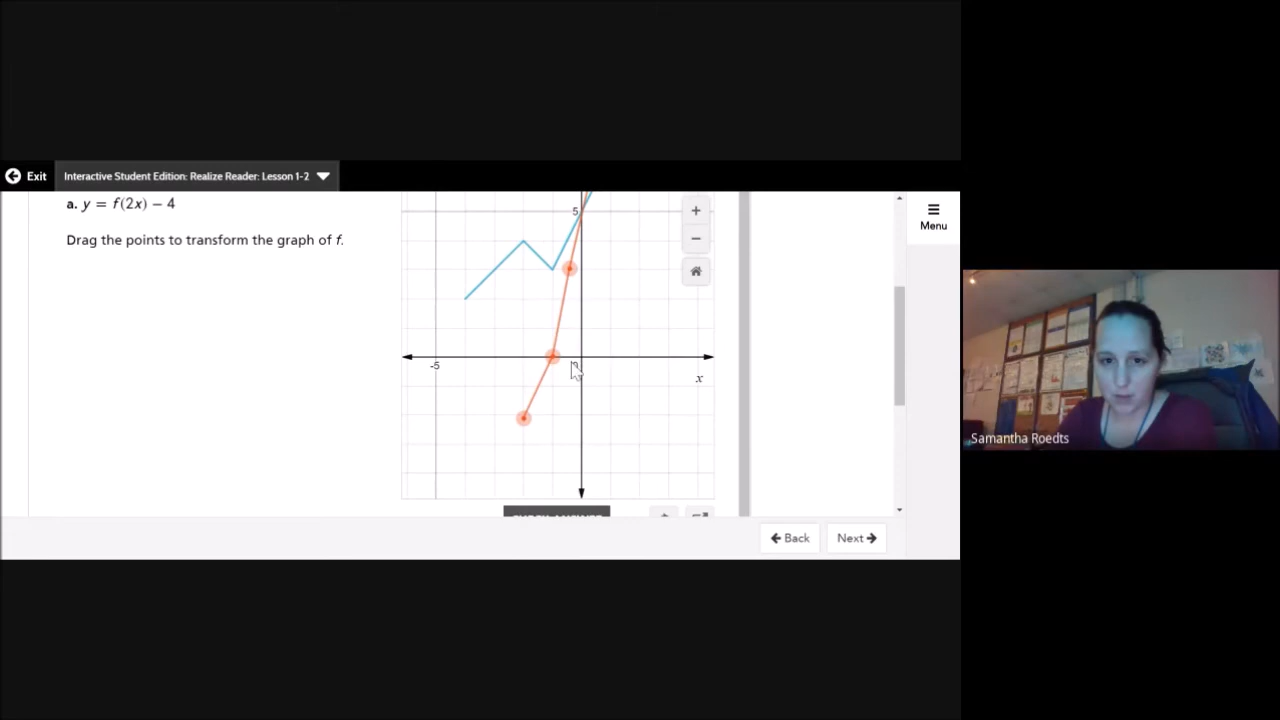 Exit
Interactive Student Edition: Realize Reader: Lesson 1-2
a. y = f(2x) − 4
Drag the points to transform the graph of f.
5
+
−
Menu
-5
x
Samantha Roedts
Back
Next